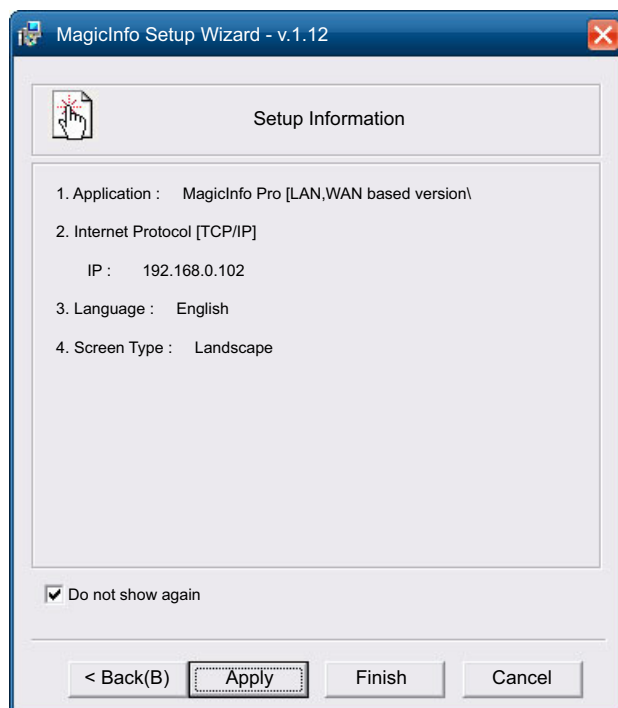 MagicInfo Setup Wizard - v.1.12
Setup Information
1. Application : MagicInfo Pro [LAN,WAN based version\
2. Internet Protocol [TCP/IP]
IP : 192.168.0.102
3. Language : English
4. Screen Type : Landscape
Do not show again
< Back(B) Apply Finish Cancel